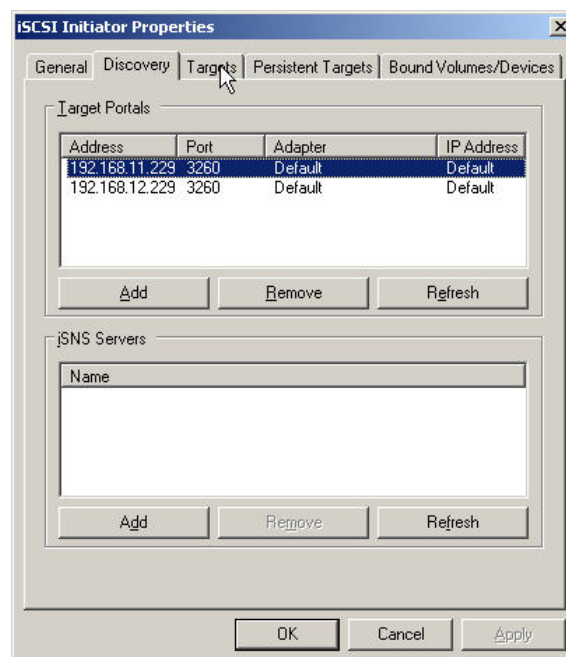 iSCSI Initiator Properties
General Discovery Targets Persistent Targets Bound Volumes/Devices
Target Portals
Address Port Adapter IP Address
192.168.11.229 3260 Default Default
192.168.12.229 3260 Default Default
Add Remove Refresh
iSNS Servers
Name
Add Remove Refresh
OK Cancel Apply